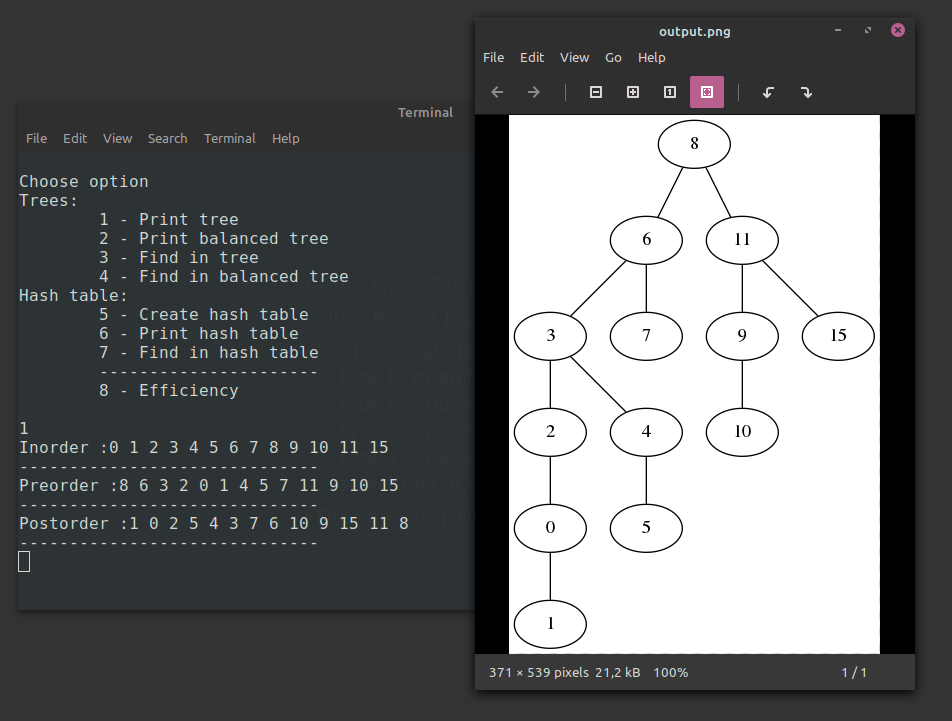 Terminal
File Edit View Search Terminal Help
Choose option
Trees:
1 - Print tree
2 - Print balanced tree
3 - Find in tree
4 - Find in balanced tree
Hash table:
5 - Create hash table
6 - Print hash table
7 - Find in hash table
----------------------
8 - Efficiency
1
Inorder :0 1 2 3 4 5 6 7 8 9 10 11 15
------------------------------
Preorder :8 6 3 2 0 1 4 5 7 11 9 10 15
------------------------------
Postorder :1 0 2 5 4 3 7 6 10 9 15 11 8
------------------------------
output.png
File Edit View Go Help
1
8
6 11
3 7 9 15
2 4 10
0 5
1
371 × 539 pixels 21,2 kB 100% 1 / 1